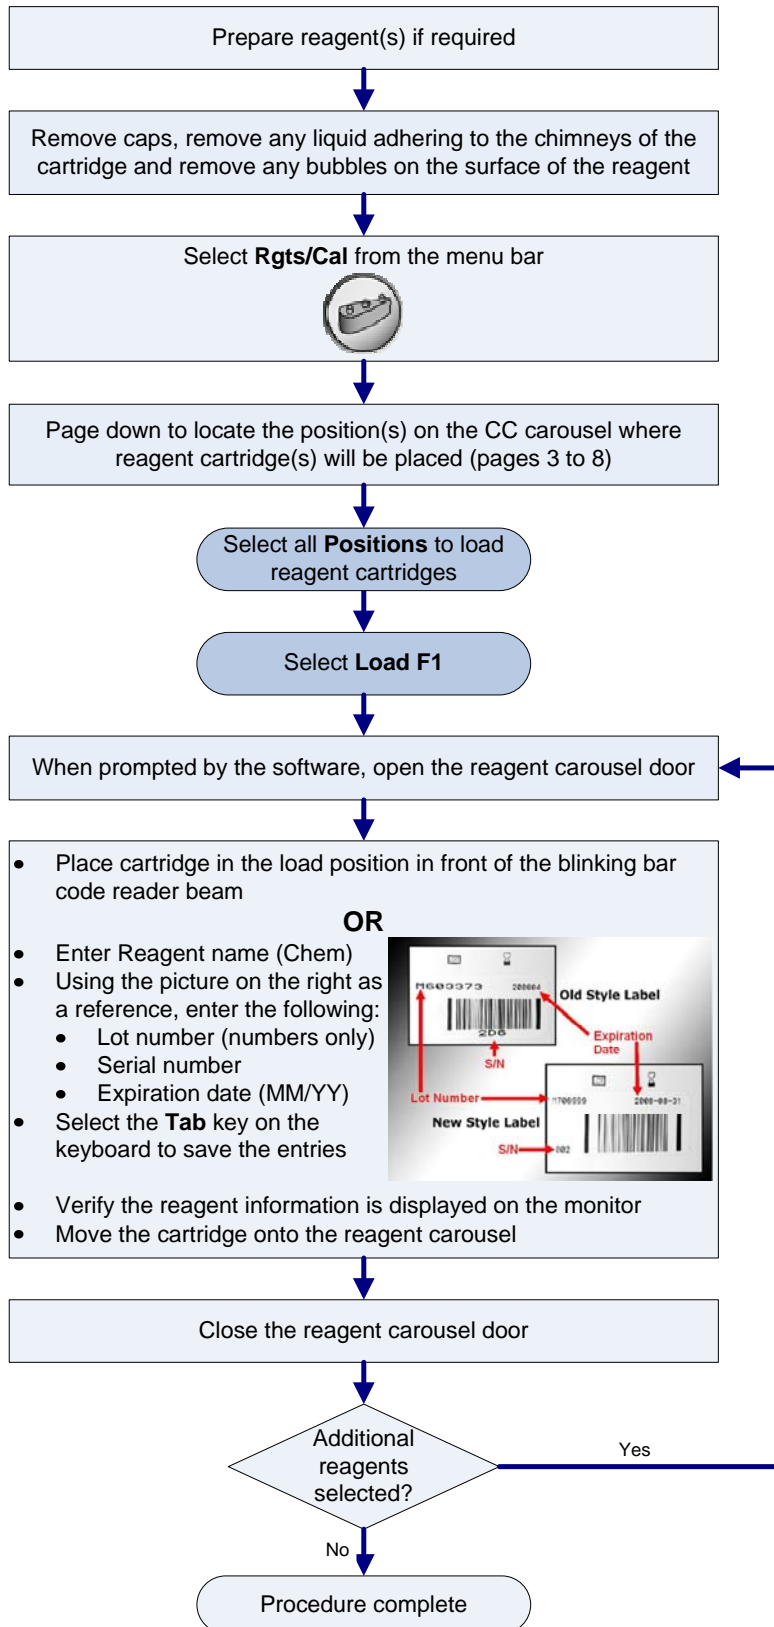 Prepare reagent(s) if required
Remove caps, remove any liquid adhering to the chimneys of the
cartridge and remove any bubbles on the surface of the reagent
Select Rgts/Cal from the menu bar
Page down to locate the position(s) on the CC carousel where
reagent cartridge(s) will be placed (pages 3 to 8)
Select all Positions to load
reagent cartridges
Select Load F1
When prompted by the software, open the reagent carousel door
• Place cartridge in the load position in front of the blinking bar
code reader beam
OR
• Enter Reagent name (Chem)
• Using the picture on the right as
a reference, enter the following:
• Lot number (numbers only)
• Serial number
• Expiration date (MM/YY)
• Select the Tab key on the
keyboard to save the entries
M603373 200604
Old Style Label
2D6
Expiration
Date
S/N
Lot Number
M706999 2008-08-31
New Style Label
S/N 002
• Verify the reagent information is displayed on the monitor
• Move the cartridge onto the reagent carousel
Close the reagent carousel door
Additional
reagents
selected?
Yes
No
Procedure complete